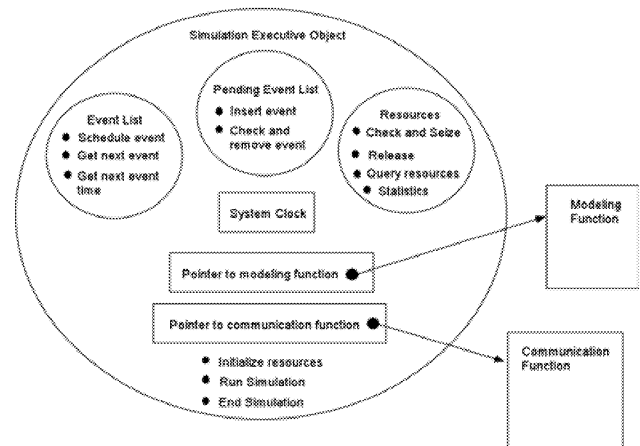 Simulation Executive Object
Pending Event List
Insert event
Check and
remove event
Event List
Schedule event
Get next event
Get next event
time
Resources
Check and Seize
Release
Query resources
Statistics
System Clock
Modeling
Function
Pointer to modeling function
Pointer to communication function
Communication
Function
Initialize resources
Run Simulation
End Simulation